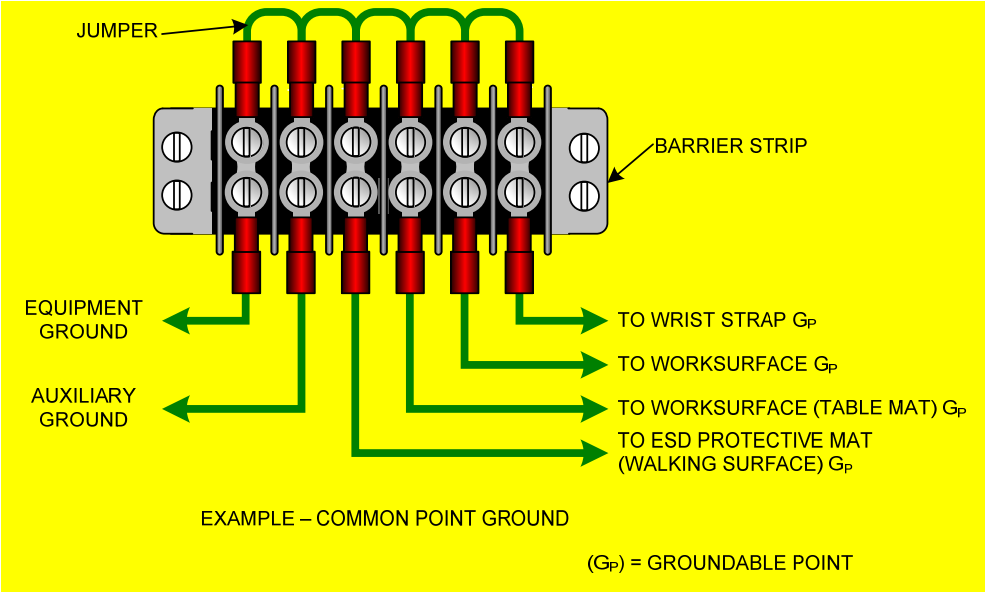 JUMPER
BARRIER STRIP
EQUIPMENT
GROUND
AUXILIARY
GROUND
TO WRIST STRAP GP
TO WORKSURFACE GP
TO WORKSURFACE (TABLE MAT) GP
TO ESD PROTECTIVE MAT
(WALKING SURFACE) GP
EXAMPLE – COMMON POINT GROUND
(GP) = GROUNDABLE POINT